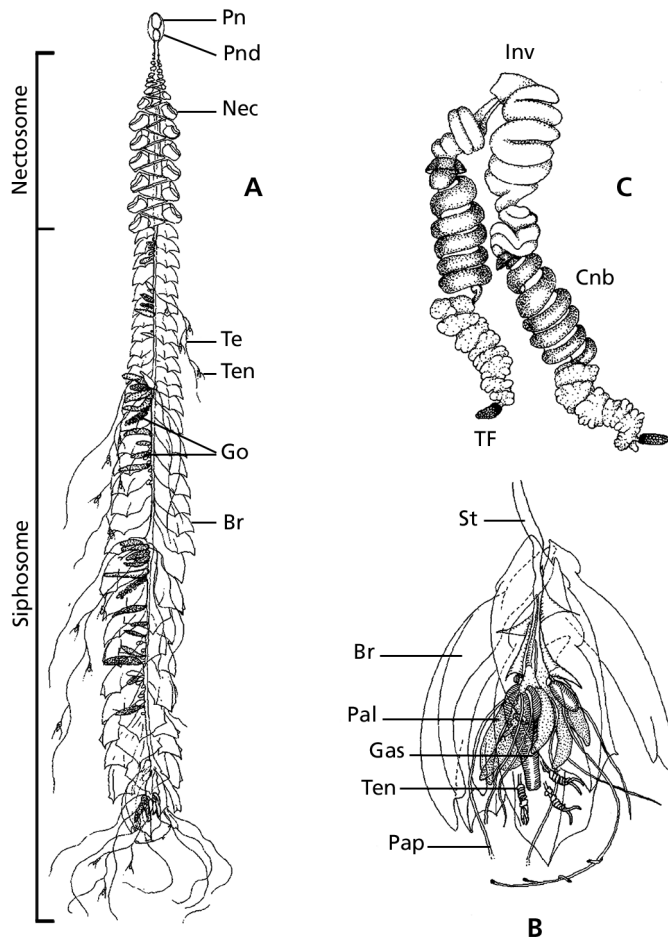 Pn
Pnd
Nec
Nectosome
A
Te
Ten
Go
Br
Siphosome
Inv
C
Cnb
TF
St
Br
Pal
Gas
Ten
Pap
B